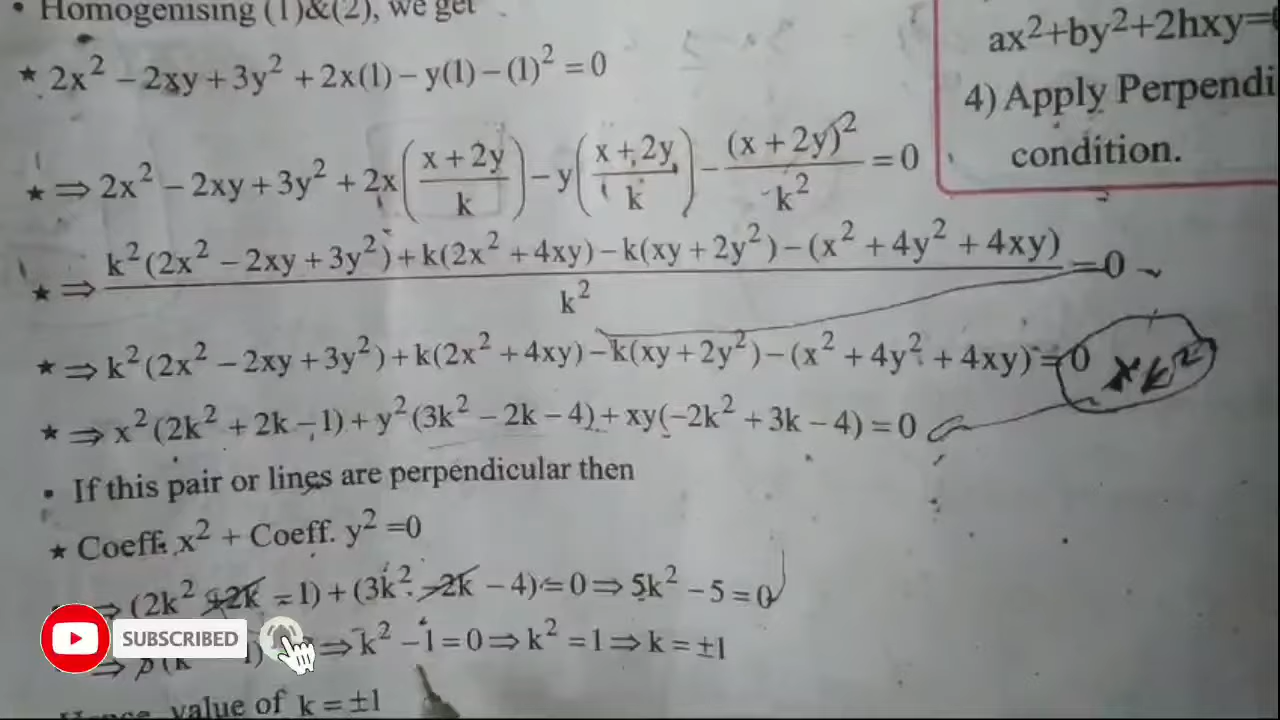 • Homogenising (1)&(2), we get
★ 2x² – 2xy + 3y² + 2x(1) – y(1) – (1)² = 0
★ ⇒ 2x² – 2xy + 3y² + 2x((x + 2y)/k) – y((x + 2y)/k) – (x + 2y)²/k² = 0
★ ⇒ (k²(2x² – 2xy + 3y²) + k(2x² + 4xy) – k(xy + 2y²) – (x² + 4y² + 4xy))/k² = 0
★ ⇒ k²(2x² – 2xy + 3y²) + k(2x² + 4xy) – k(xy + 2y²) – (x² + 4y² + 4xy) = 0
xk²
★ ⇒ x²(2k² + 2k – 1) + y²(3k² – 2k – 4) + xy(–2k² + 3k – 4) = 0
• If this pair or lines are perpendicular then
★ Coeff. x² + Coeff. y² =0
⇒ (2k² +2k – 1) + (3k² – 2k – 4) = 0 ⇒ 5k² – 5 = 0
⇒ k² – 1 = 0 ⇒ k² = 1 ⇒ k = ±1
value of k = ±1
ax²+by²+2hxy=
4) Apply
condition.
SUBSCRIBED